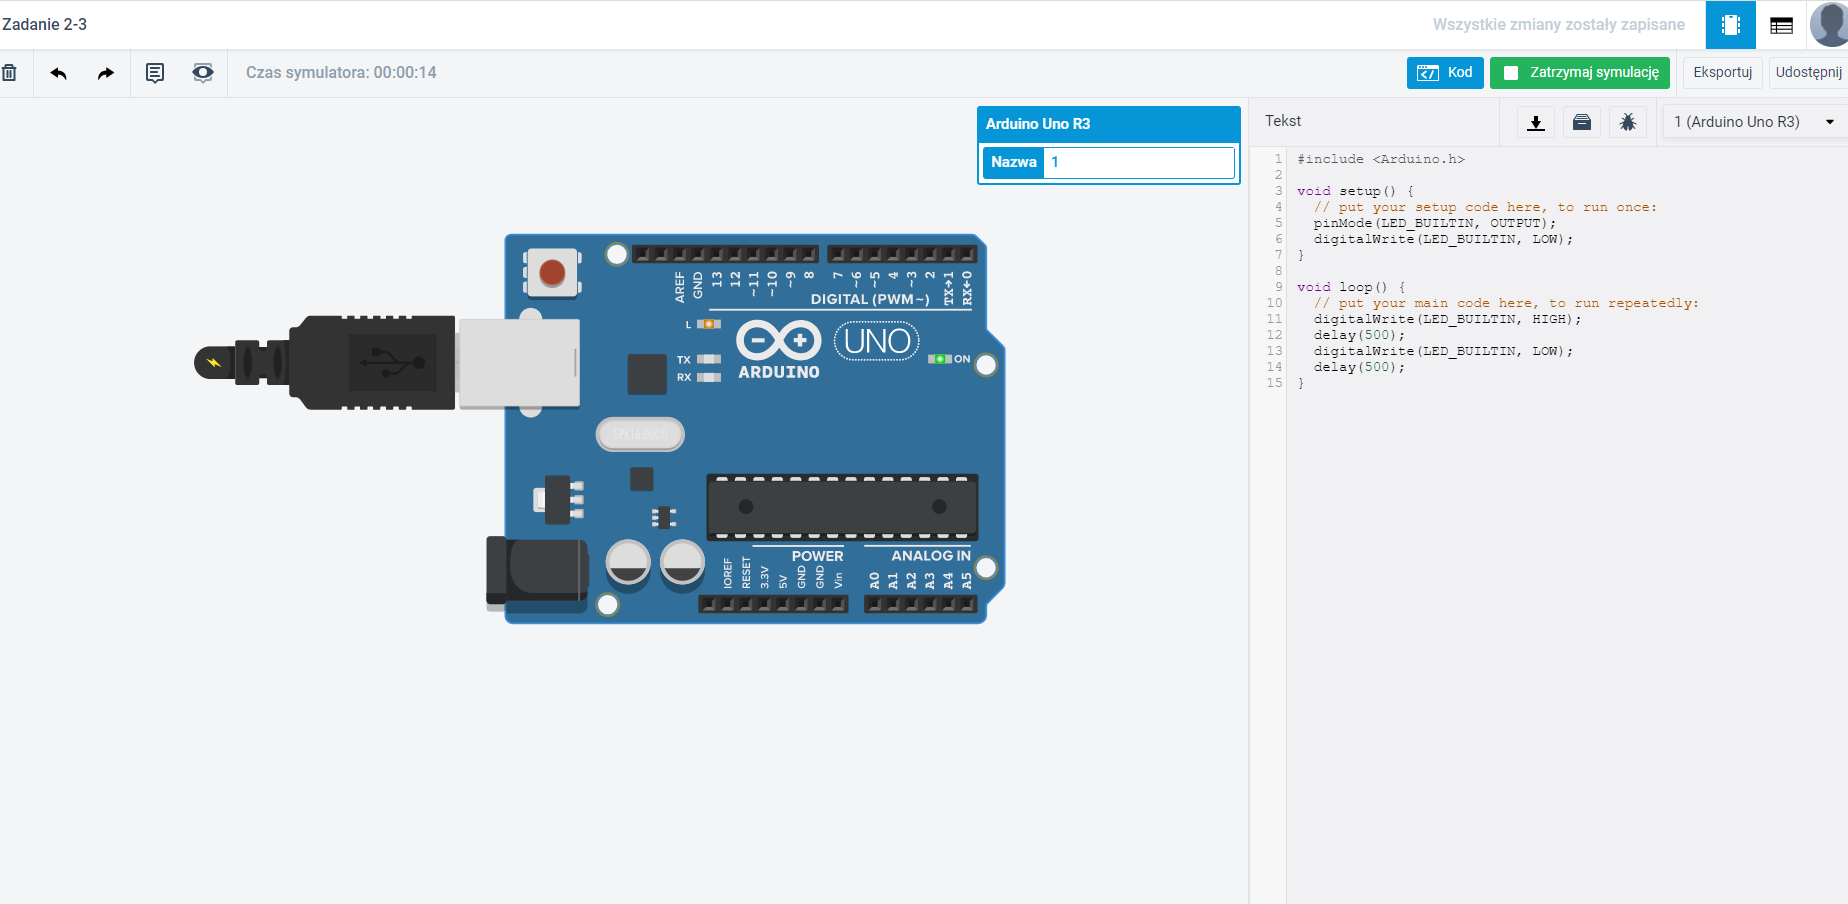 Zadanie 2-3
Wszystkie zmiany zostały zapisane
Czas symulatora: 00:00:14
Kod
Zatrzymaj symulację
Eksportuj
Udostępnij
Arduino Uno R3
Nazwa 1
Tekst
1 (Arduino Uno R3)
1 #include <Arduino.h>
2
3 void setup() {
4 // put your setup code here, to run once:
5 pinMode(LED_BUILTIN, OUTPUT);
6 digitalWrite(LED_BUILTIN, LOW);
7 }
8
9 void loop() {
10 // put your main code here, to run repeatedly:
11 digitalWrite(LED_BUILTIN, HIGH);
12 delay(500);
13 digitalWrite(LED_BUILTIN, LOW);
14 delay(500);
15 }
AREF GND 13 12 ~11 ~10 ~9 8 7 ~6 ~5 4 ~3 2 TX→1 RX←0
DIGITAL (PWM~)
L
TX
RX
ARDUINO
UNO
ON
SPK16.000G
POWER
ANALOG IN
IOREF RESET 3.3V 5V GND GND Vin A0 A1 A2 A3 A4 A5